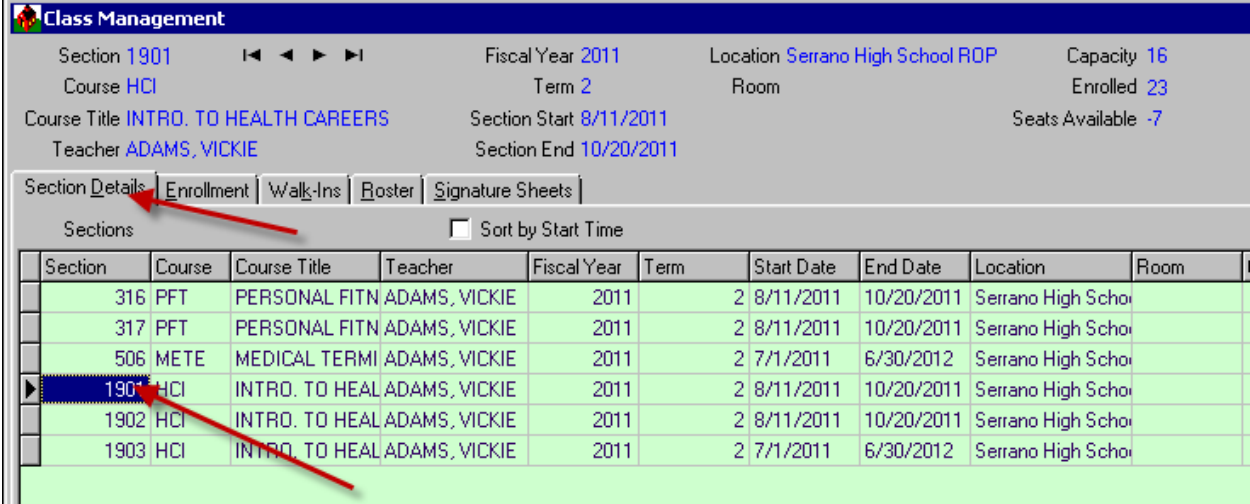 Class Management
Section 1901 Fiscal Year 2011 Location Serrano High School ROP Capacity 16
Course HCI Term 2 Room Enrolled 23
Course Title INTRO. TO HEALTH CAREERS Section Start 8/11/2011 Seats Available -7
Teacher ADAMS, VICKIE Section End 10/20/2011
Section Details Enrollment Walk-Ins Roster Signature Sheets
Sections Sort by Start Time
Section Course Course Title Teacher Fiscal Year Term Start Date End Date Location Room
316 PFT PERSONAL FITN ADAMS, VICKIE 2011 2 8/11/2011 10/20/2011 Serrano High Scho
317 PFT PERSONAL FITN ADAMS, VICKIE 2011 2 8/11/2011 10/20/2011 Serrano High Scho
506 METE MEDICAL TERMI ADAMS, VICKIE 2011 2 7/1/2011 6/30/2012 Serrano High Scho
1901 HCI INTRO. TO HEAL ADAMS, VICKIE 2011 2 8/11/2011 10/20/2011 Serrano High Scho
1902 HCI INTRO. TO HEAL ADAMS, VICKIE 2011 2 8/11/2011 10/20/2011 Serrano High Scho
1903 HCI INTRO. TO HEAL ADAMS, VICKIE 2011 2 7/1/2011 6/30/2012 Serrano High Scho